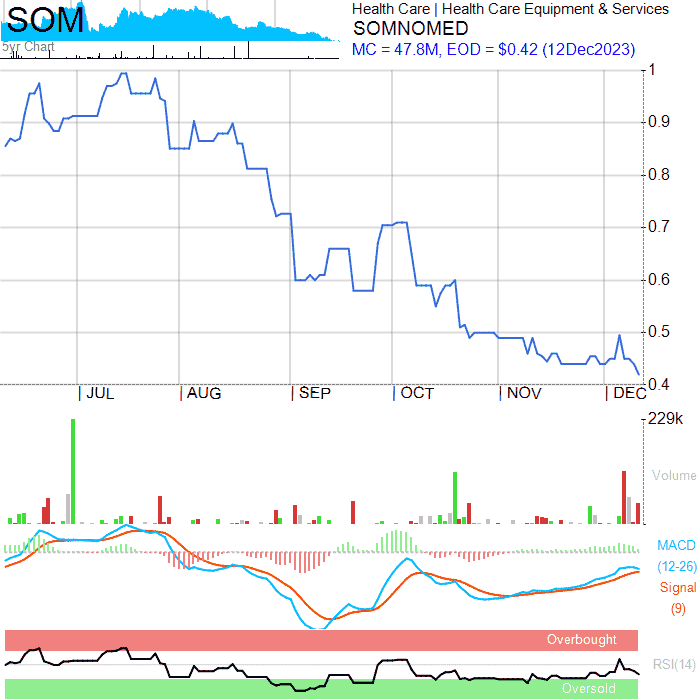 SOM
5yr Chart
Health Care | Health Care Equipment & Services
SOMNOMED
MC = 47.8M, EOD = $0.42 (12Dec2023)
1
0.9
0.8
0.7
0.6
0.5
0.4
| JUL | AUG | SEP | OCT | NOV | DEC
229k
Volume
MACD
(12-26)
Signal
(9)
Overbought
RSI(14)
Oversold